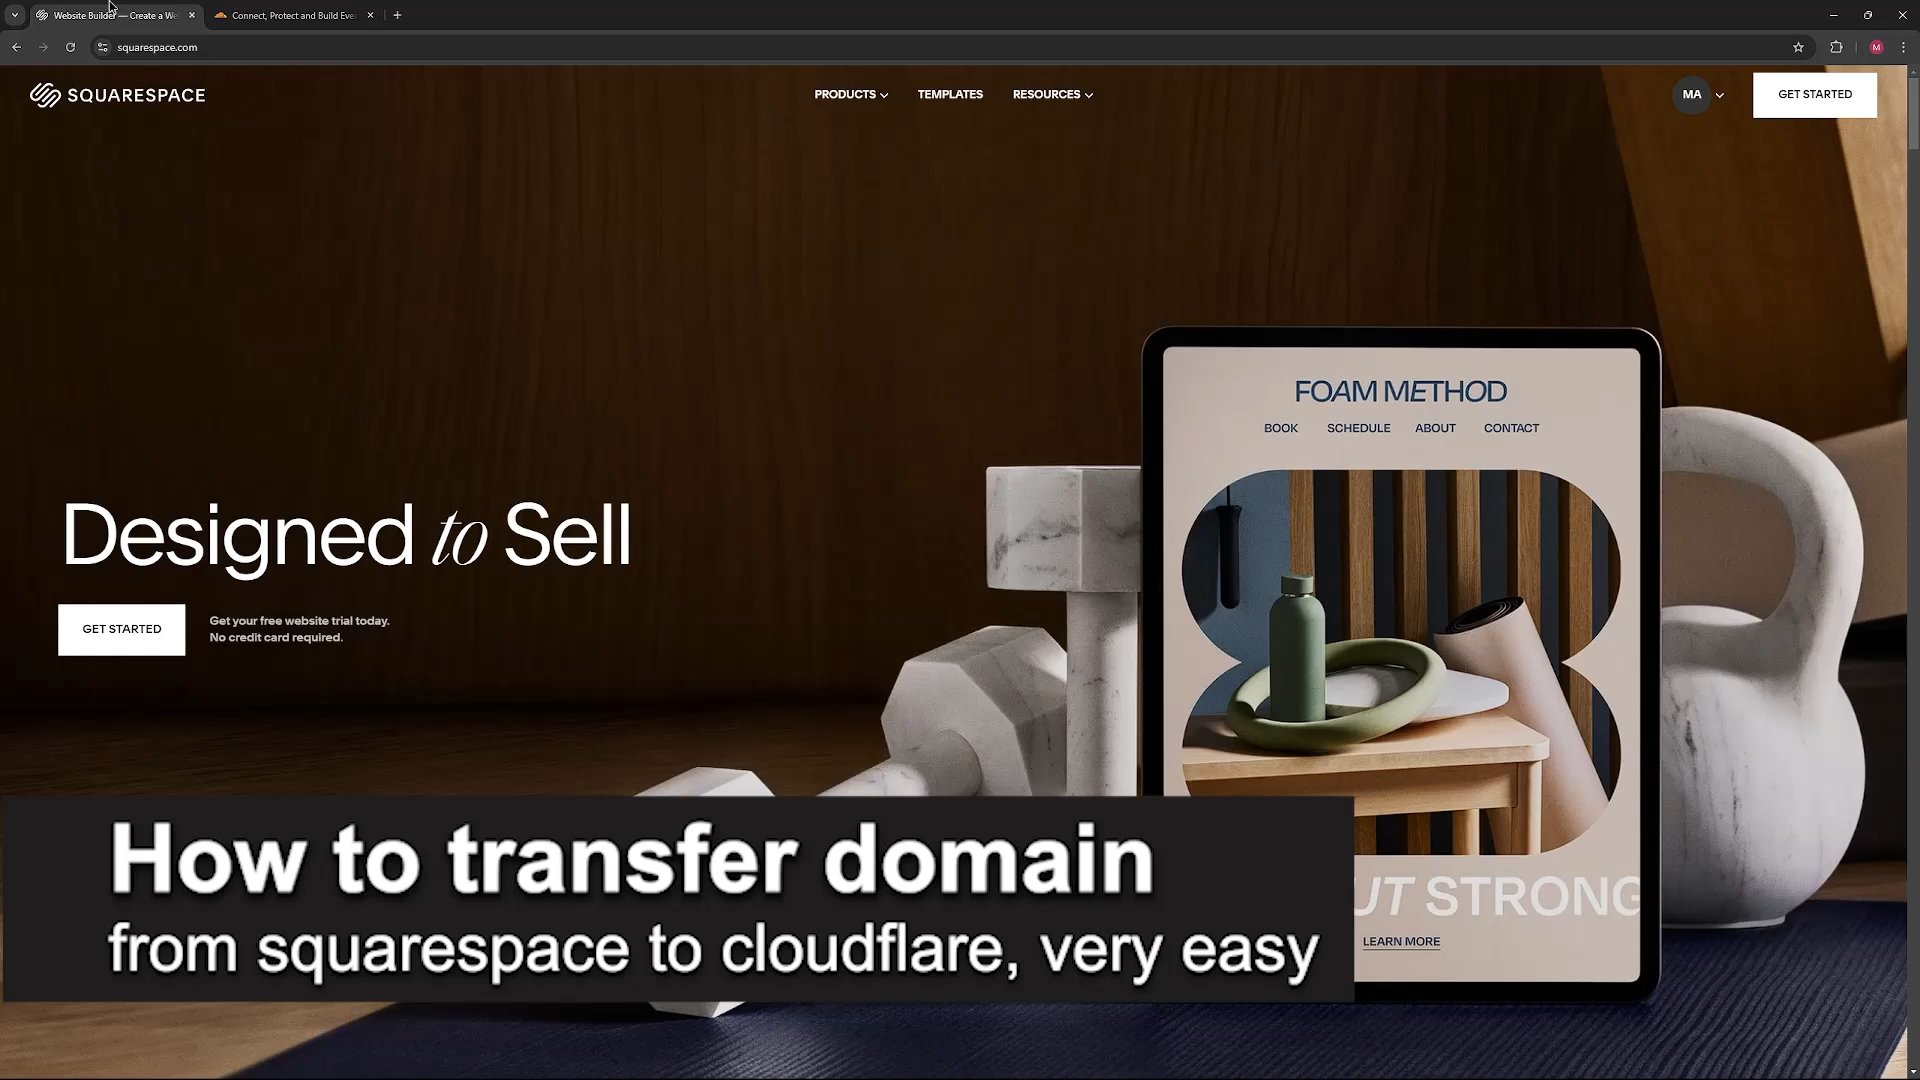 Website Builder — Create a We
Connect, Protect and Build Eve
squarespace.com
M
SQUARESPACE
PRODUCTS
TEMPLATES
RESOURCES
MA
GET STARTED
FOAM METHOD
BOOK
SCHEDULE
ABOUT
CONTACT
Designed to Sell
GET STARTED
Get your free website trial today.
No credit card required.
UT STRONG
LEARN MORE
How to transfer domain
from squarespace to cloudflare, very easy